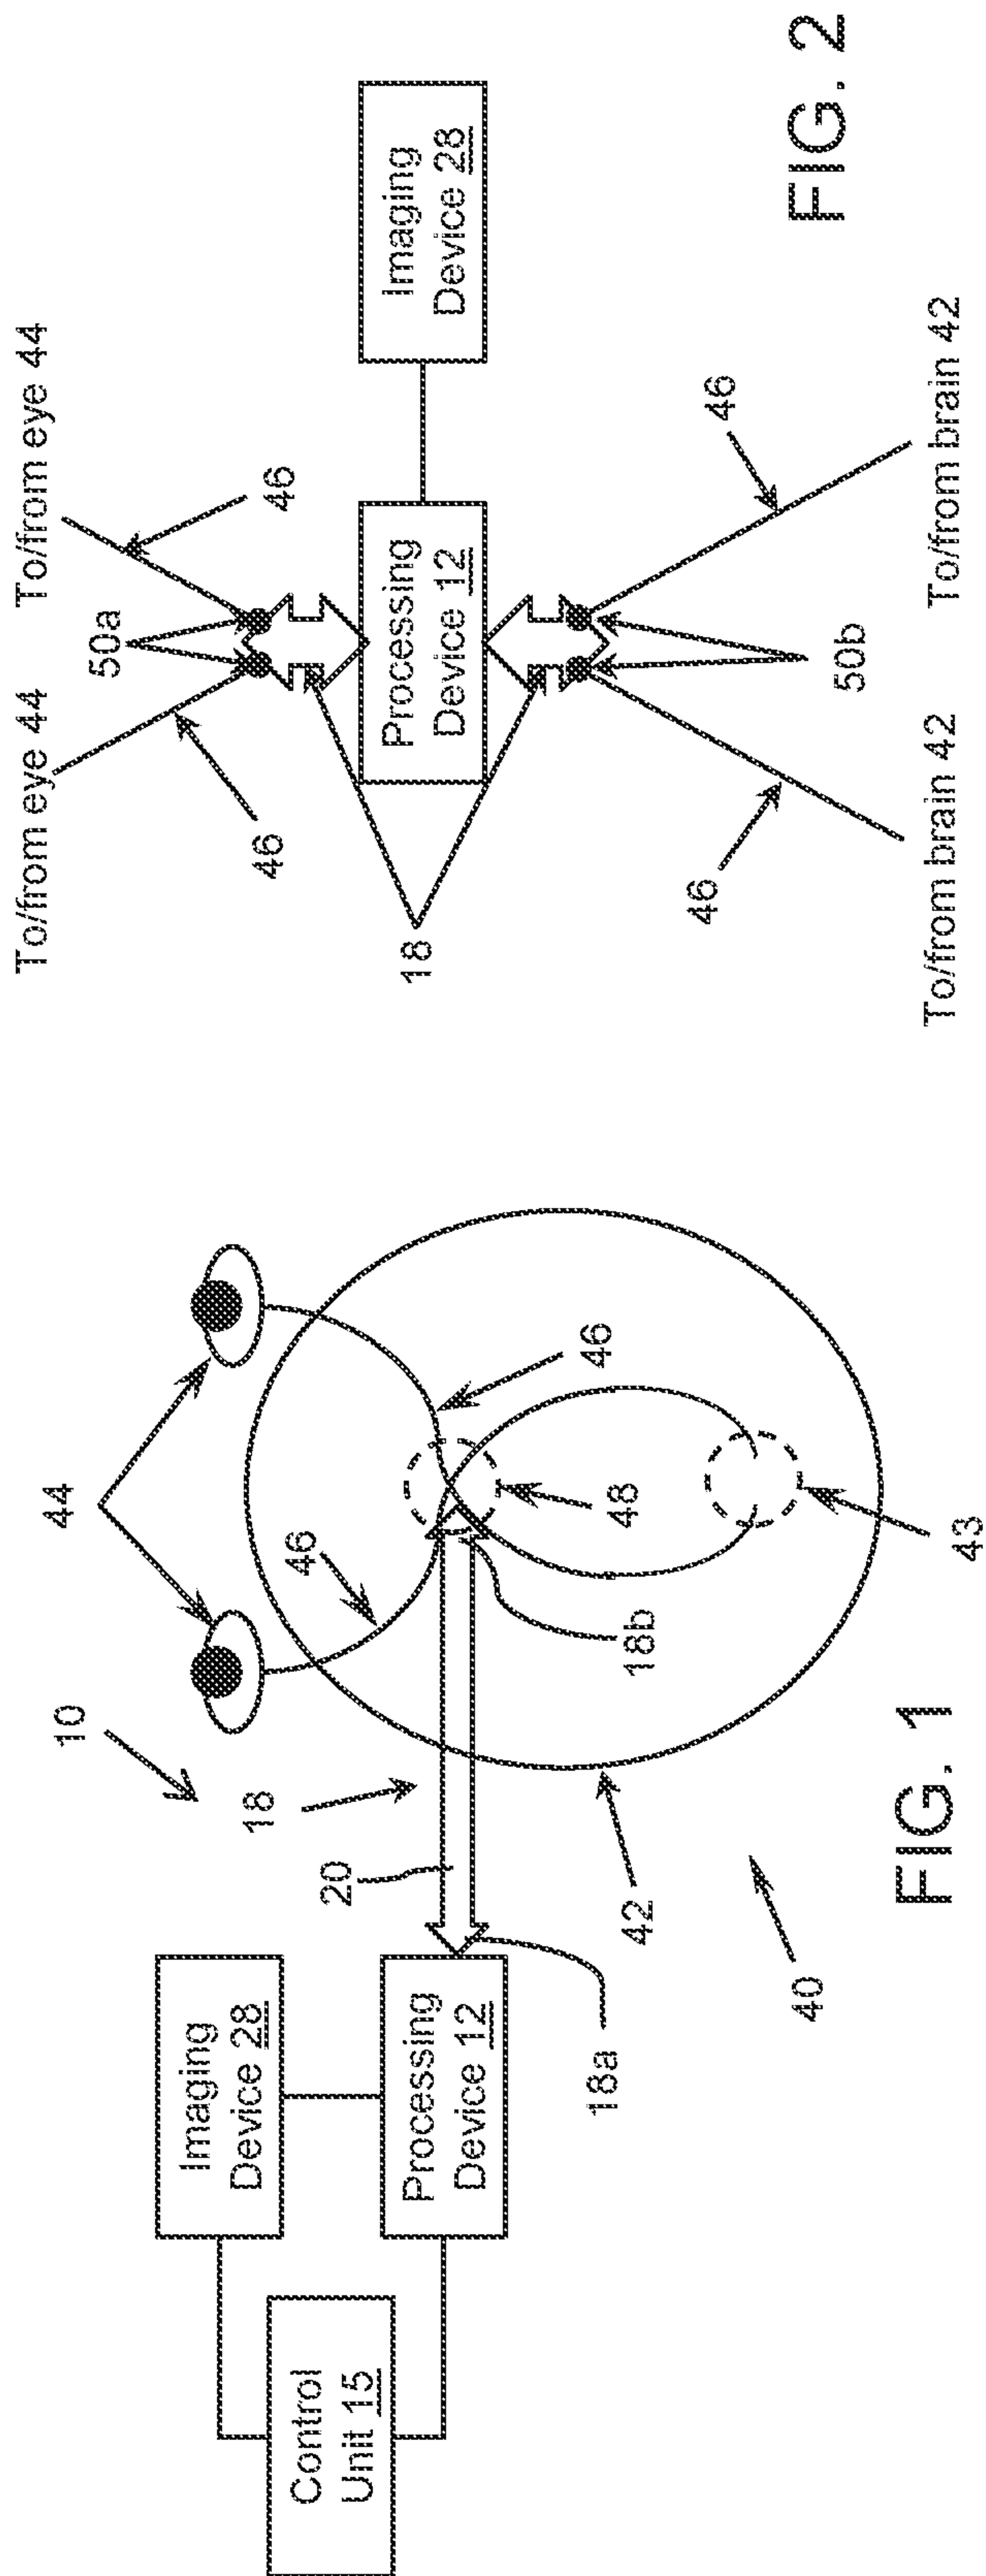 10
44
Imaging
Device 28
Control
Unit 15
Processing
Device 12
18
20
18a
46
46
18b
48
42
43
40
FIG. 1
To/from eye 44
To/from eye 44
50a
46
46
18
Processing
Device 12
Imaging
Device 28
46
46
50b
To/from brain 42
To/from brain 42
FIG. 2